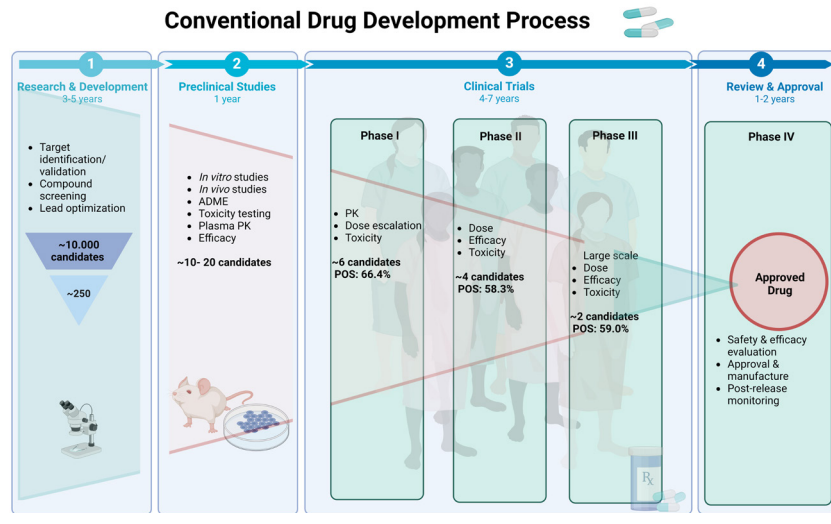 Conventional Drug Development Process
1
Research & Development
3-5 years
Target
identification/
validation
Compound
screening
Lead optimization
~10.000
candidates
~250
2
Preclinical Studies
1 year
In vitro studies
In vivo studies
ADME
Toxicity testing
Plasma PK
Efficacy
~10- 20 candidates
3
Clinical Trials
4-7 years
Phase I
PK
Dose escalation
Toxicity
~6 candidates
POS: 66.4%
Phase II
Dose
Efficacy
Toxicity
~4 candidates
POS: 58.3%
Phase III
Large scale
Dose
Efficacy
Toxicity
~2 candidates
POS: 59.0%
Rx
4
Review & Approval
1-2 years
Phase IV
Approved
Drug
Safety & efficacy
evaluation
Approval &
manufacture
Post-release
monitoring